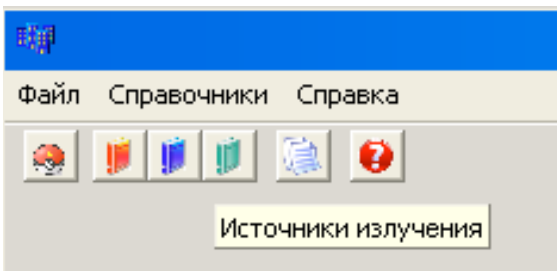 Файл Справочники Справка
Источники излучения